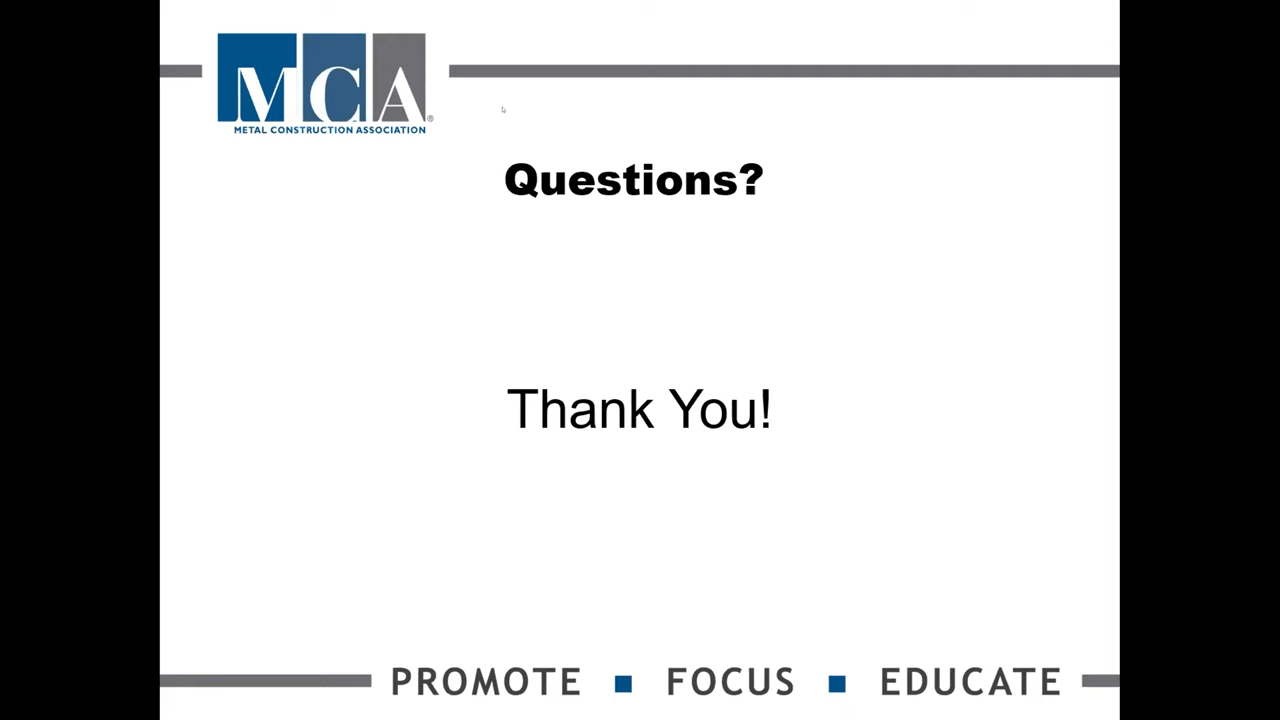 MCA®
METAL CONSTRUCTION ASSOCIATION
Questions?
Thank You!
PROMOTE ■ FOCUS ■ EDUCATE